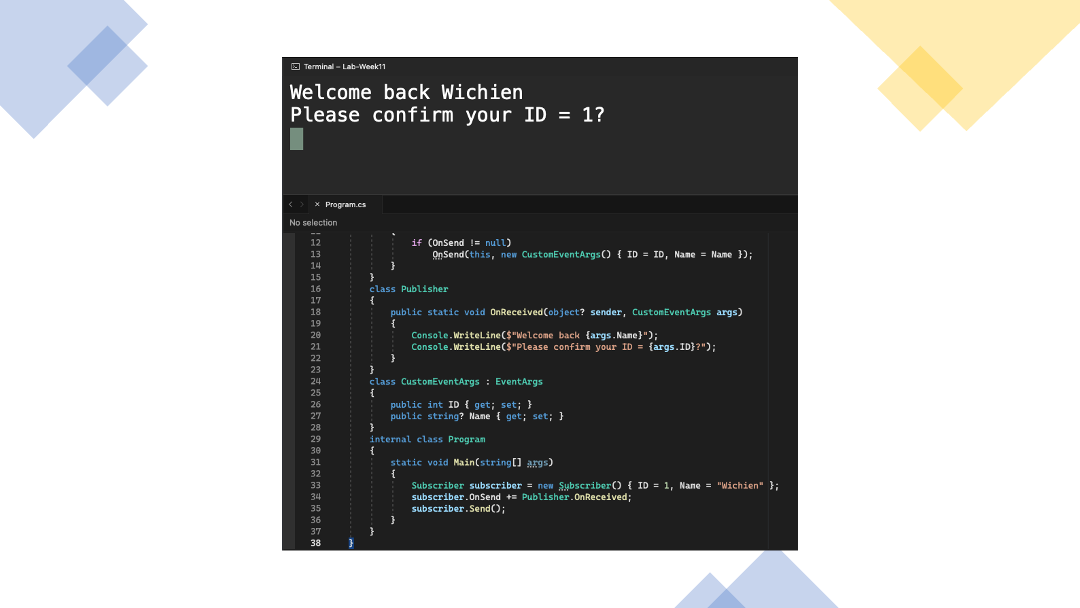 Terminal – Lab-Week11
Welcome back Wichien
Please confirm your ID = 1?
Program.cs
No selection
12 if (OnSend != null)
13 OnSend(this, new CustomEventArgs() { ID = ID, Name = Name });
14 }
15 }
16 class Publisher
17 {
18 public static void OnReceived(object? sender, CustomEventArgs args)
19 {
20 Console.WriteLine($"Welcome back {args.Name}");
21 Console.WriteLine($"Please confirm your ID = {args.ID}?");
22 }
23 }
24 class CustomEventArgs : EventArgs
25 {
26 public int ID { get; set; }
27 public string? Name { get; set; }
28 }
29 internal class Program
30 {
31 static void Main(string[] args)
32 {
33 Subscriber subscriber = new Subscriber() { ID = 1, Name = "Wichien" };
34 subscriber.OnSend += Publisher.OnReceived;
35 subscriber.Send();
36 }
37 }
38 }